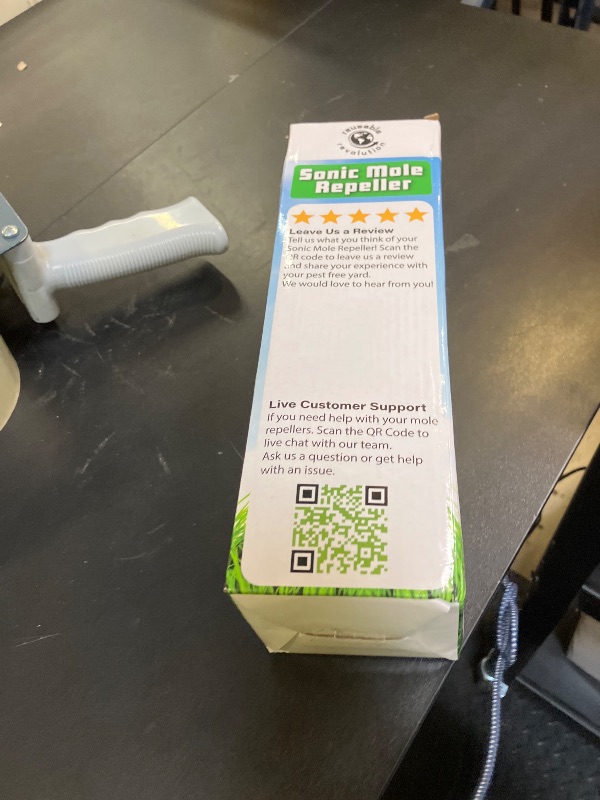 reuseable
revolution
Sonic Mole
Repeller
Leave Us a Review
Tell us what you think of your
Sonic Mole Repeller! Scan the
QR code to leave us a review
and share your experience with
your pest free yard.
We would love to hear from you!
Live Customer Support
If you need help with your mole
repellers. Scan the QR Code to
live chat with our team.
Ask us a question or get help
with an issue.